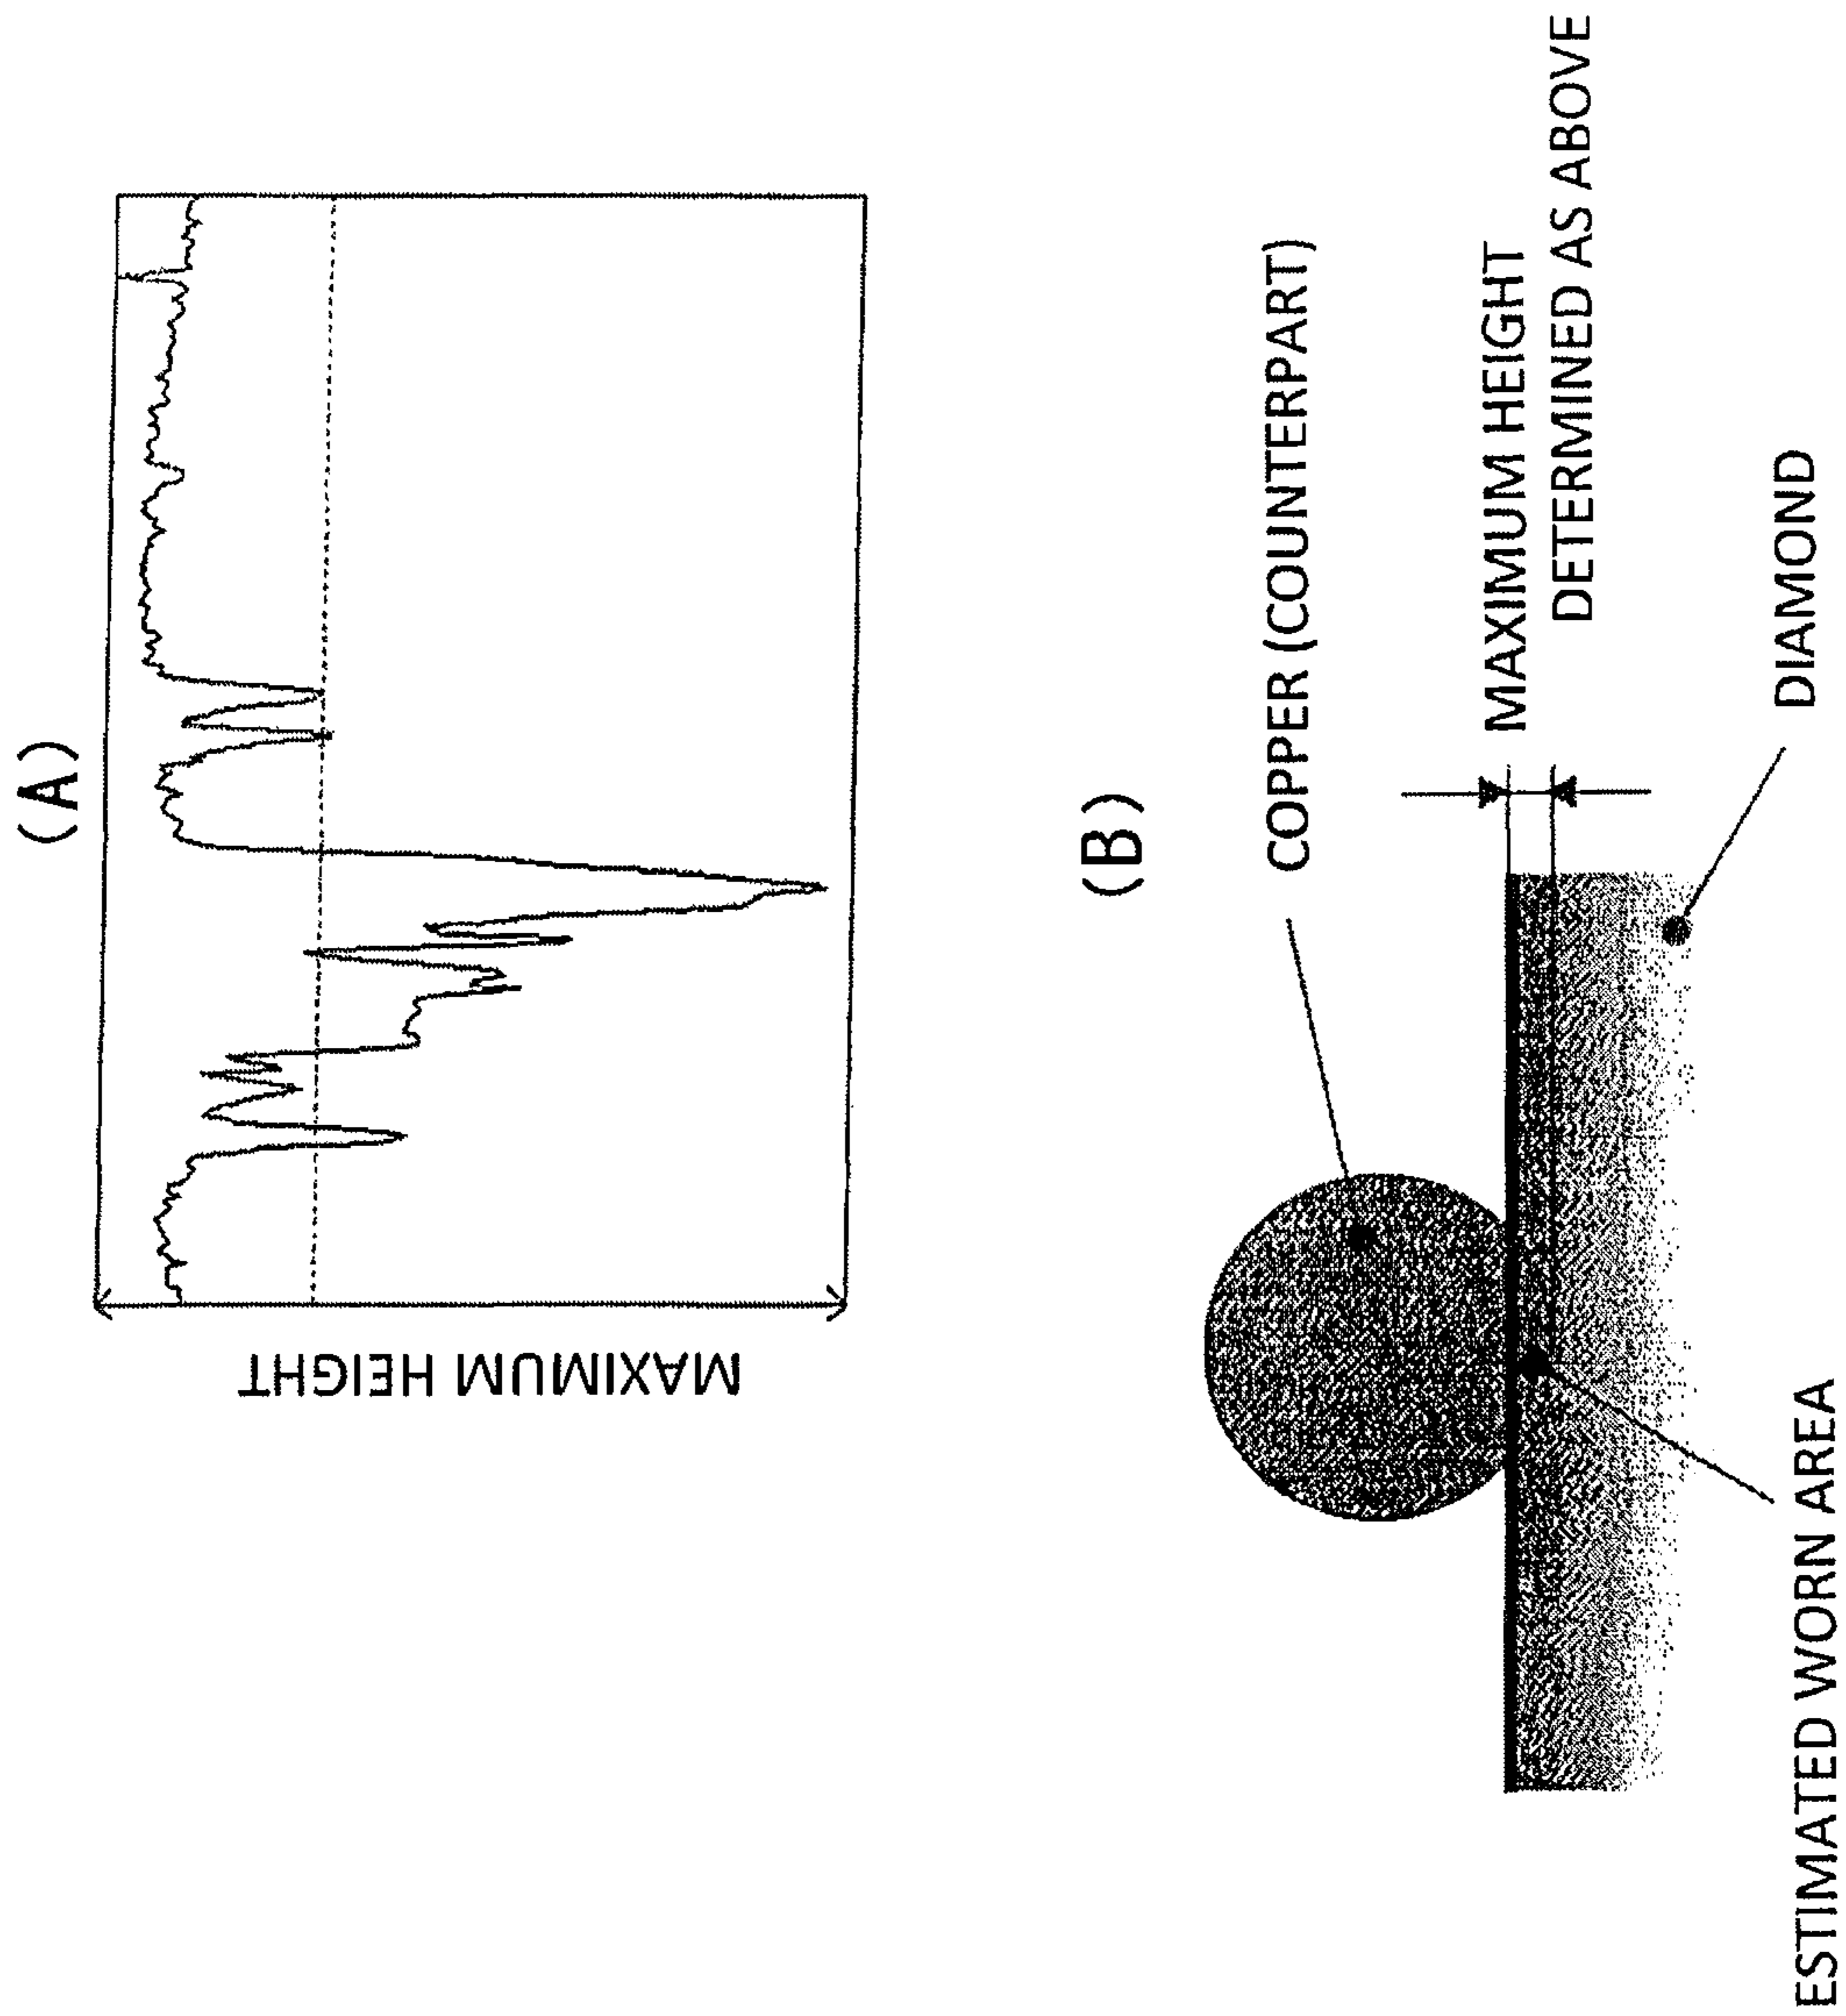 (A)
MAXIMUM HEIGHT
(B)
COPPER (COUNTERPART)
MAXIMUM HEIGHT
DETERMINED AS ABOVE
DIAMOND
ESTIMATED WORN AREA